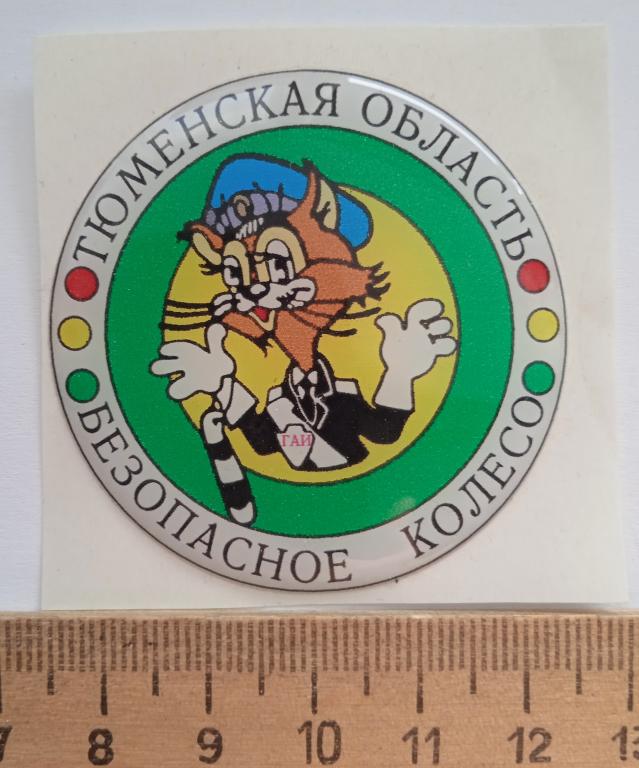 ТЮМЕНСКАЯ ОБЛАСТЬ
ГАИ
БЕЗОПАСНОЕ КОЛЕСО
7 8 9 10 11 12 13